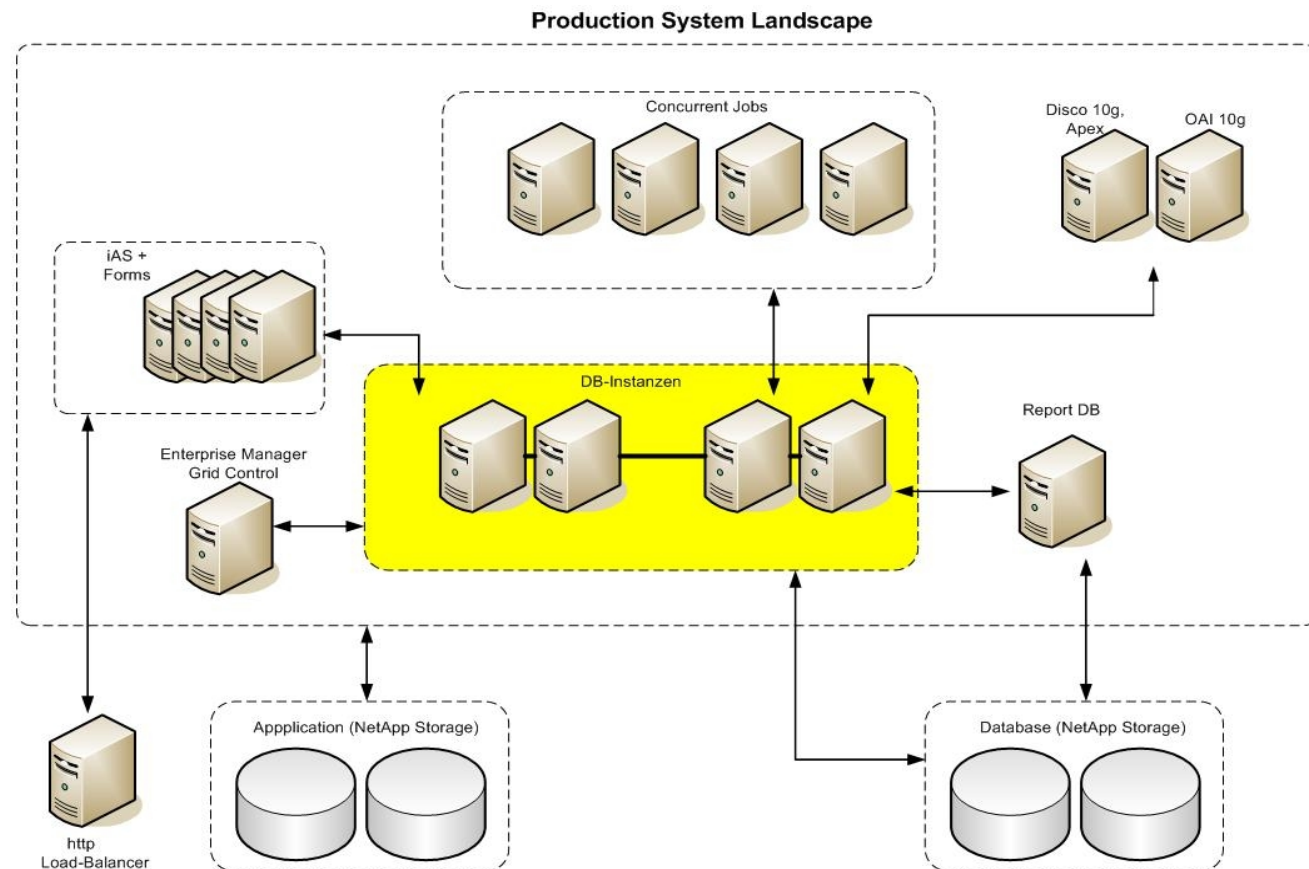 Production System Landscape
Concurrent Jobs
Disco 10g,
Apex
OAI 10g
iAS +
Forms
DB-Instanzen
Report DB
Enterprise Manager
Grid Control
Appplication (NetApp Storage)
Database (NetApp Storage)
http
Load-Balancer